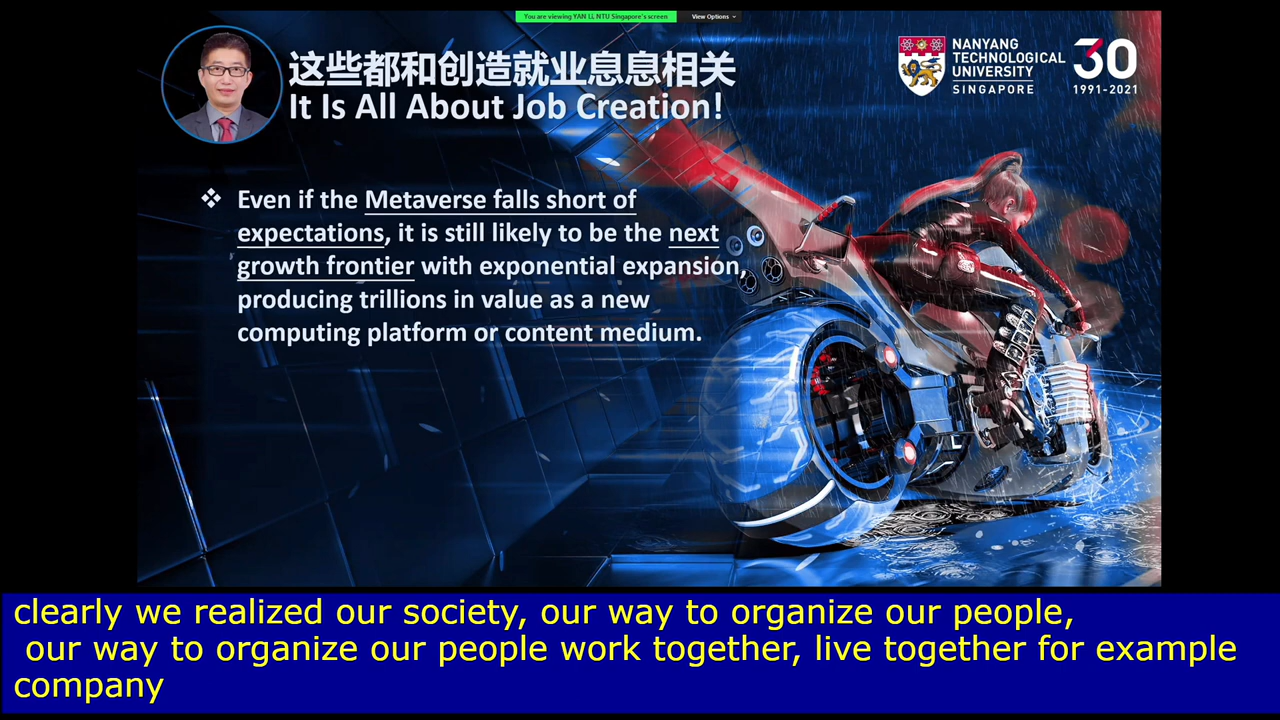 You are viewing YAN LI, NTU Singapore's screen
View Options
这些都和创造就业息息相关
It Is All About Job Creation!
NANYANG
TECHNOLOGICAL
UNIVERSITY
SINGAPORE
30
1991-2021
Even if the Metaverse falls short of
expectations, it is still likely to be the next
growth frontier with exponential expansion,
producing trillions in value as a new
computing platform or content medium.
clearly we realized our society, our way to organize our people,
our way to organize our people work together, live together for example
company